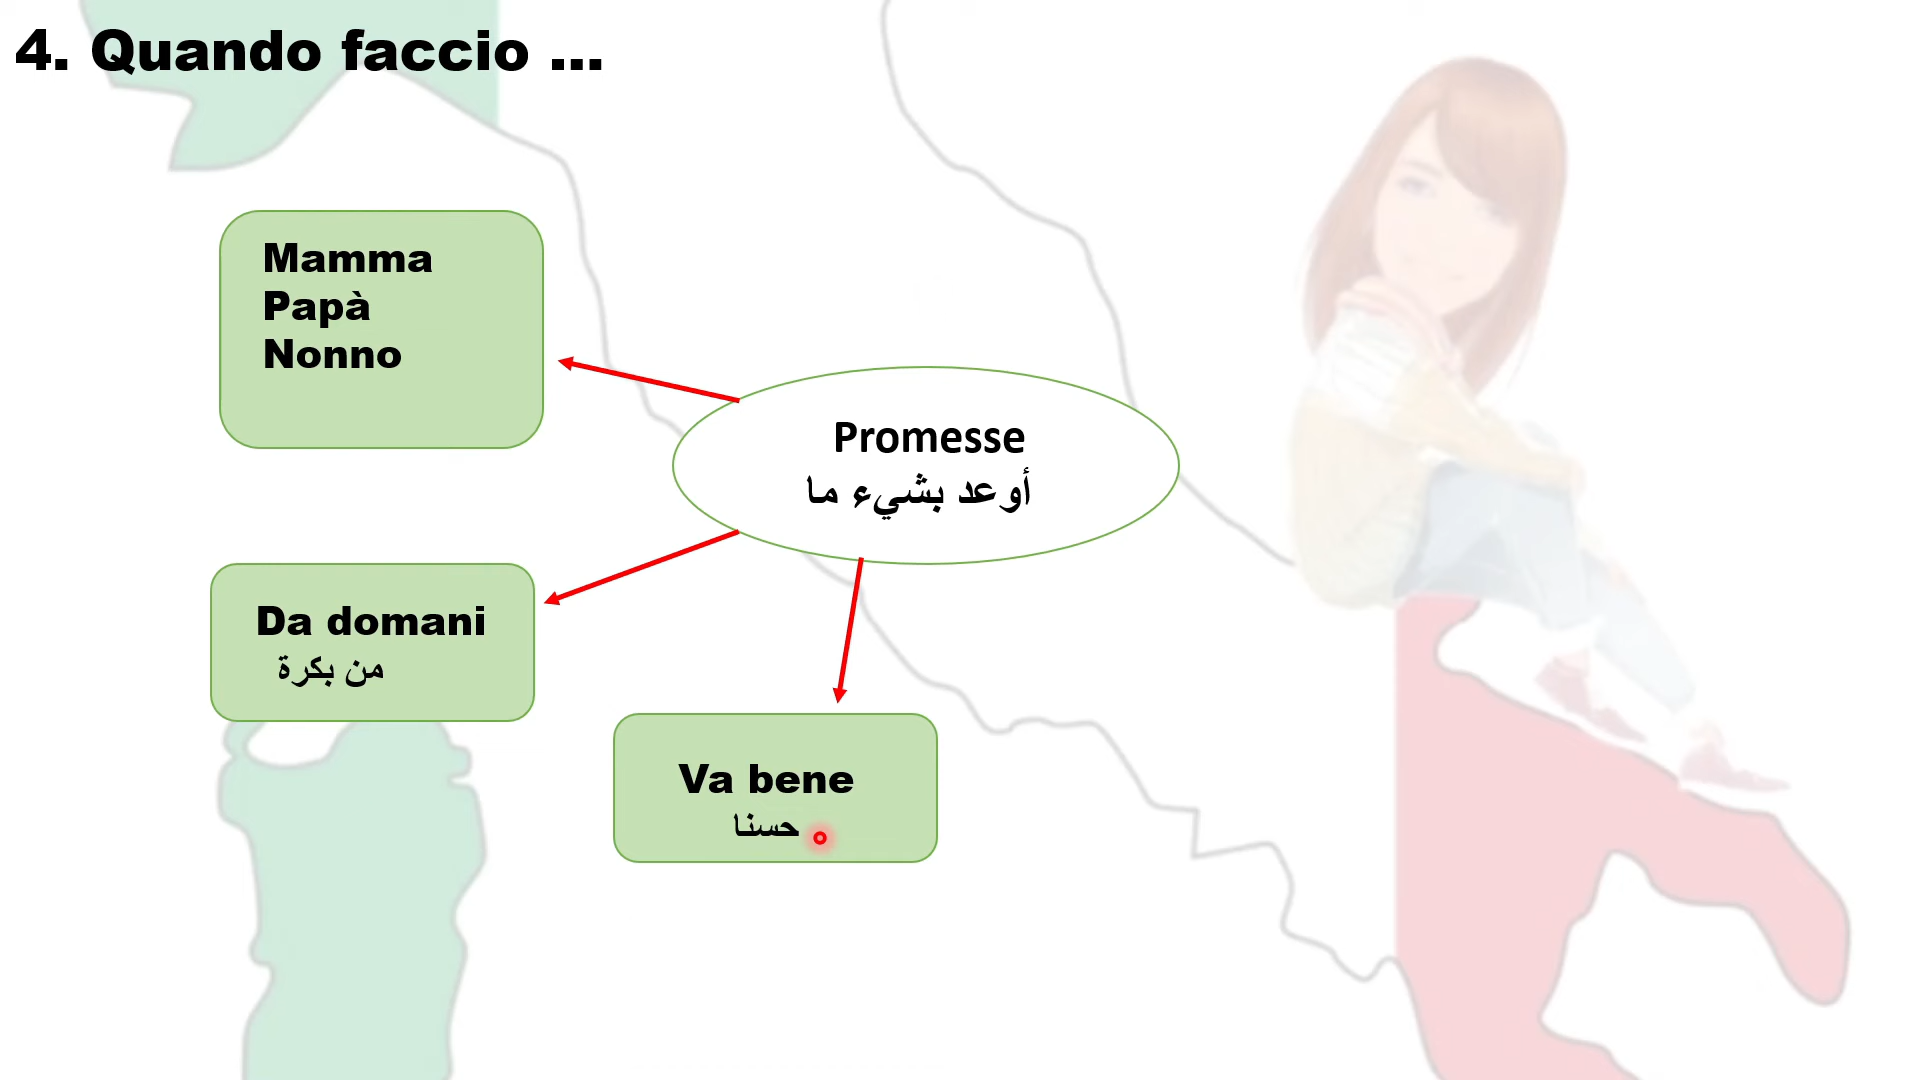 4. Quando faccio ...
Mamma
Papà
Nonno
Promesse
أوعد بشيء ما
Da domani
من بكرة
Va bene
حسنا